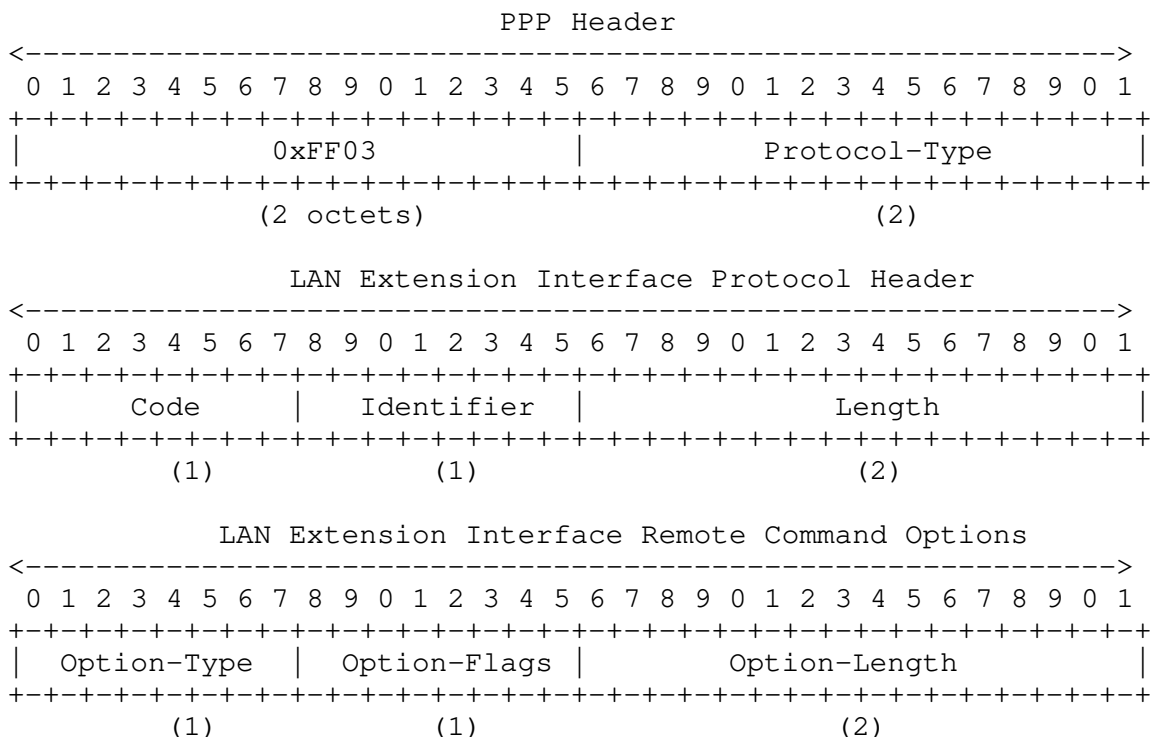 PPP Header
<-------------------------------------------------------------->
 0 1 2 3 4 5 6 7 8 9 0 1 2 3 4 5 6 7 8 9 0 1 2 3 4 5 6 7 8 9 0 1
+-+-+-+-+-+-+-+-+-+-+-+-+-+-+-+-+-+-+-+-+-+-+-+-+-+-+-+-+-+-+-+-+
|              0xFF03           |          Protocol-Type        |
+-+-+-+-+-+-+-+-+-+-+-+-+-+-+-+-+-+-+-+-+-+-+-+-+-+-+-+-+-+-+-+-+
(2 octets) (2)
LAN Extension Interface Protocol Header
<-------------------------------------------------------------->
 0 1 2 3 4 5 6 7 8 9 0 1 2 3 4 5 6 7 8 9 0 1 2 3 4 5 6 7 8 9 0 1
+-+-+-+-+-+-+-+-+-+-+-+-+-+-+-+-+-+-+-+-+-+-+-+-+-+-+-+-+-+-+-+-+
|      Code     |   Identifier  |              Length           |
+-+-+-+-+-+-+-+-+-+-+-+-+-+-+-+-+-+-+-+-+-+-+-+-+-+-+-+-+-+-+-+-+
(1) (1) (2)
LAN Extension Interface Remote Command Options
<-------------------------------------------------------------->
 0 1 2 3 4 5 6 7 8 9 0 1 2 3 4 5 6 7 8 9 0 1 2 3 4 5 6 7 8 9 0 1
+-+-+-+-+-+-+-+-+-+-+-+-+-+-+-+-+-+-+-+-+-+-+-+-+-+-+-+-+-+-+-+-+
|  Option-Type  |  Option-Flags |        Option-Length          |
+-+-+-+-+-+-+-+-+-+-+-+-+-+-+-+-+-+-+-+-+-+-+-+-+-+-+-+-+-+-+-+-+
(1) (1) (2)